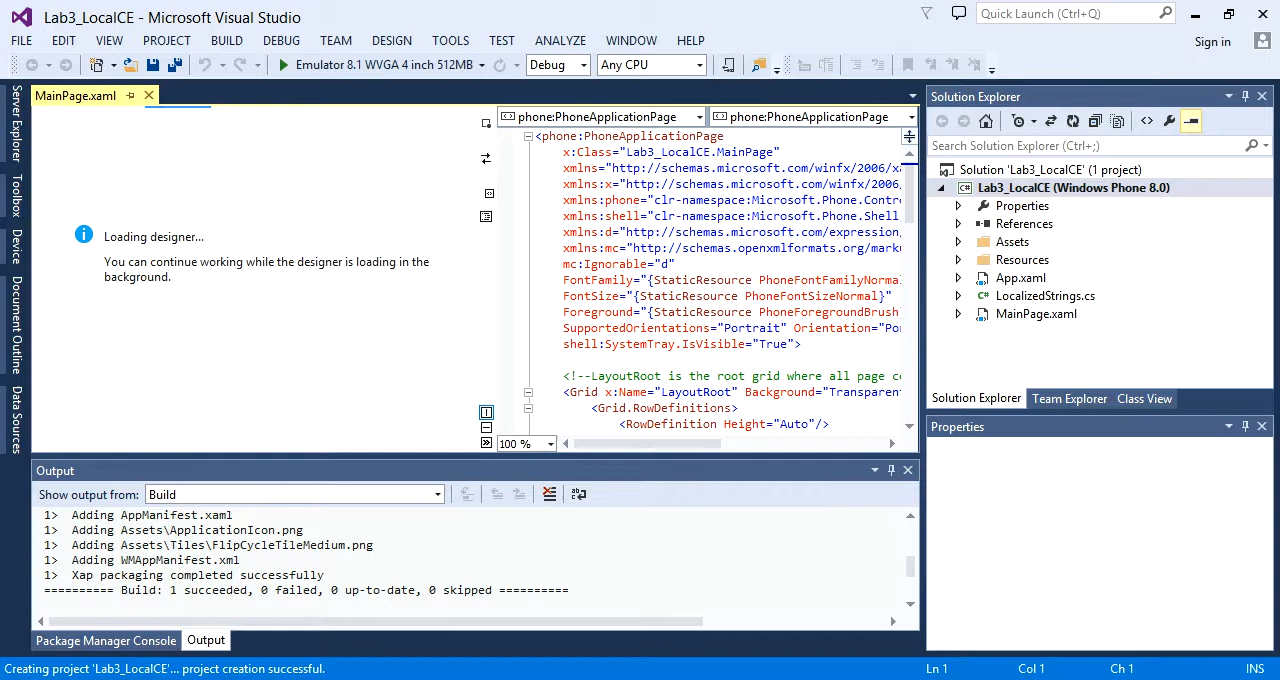 Lab3_LocalCE - Microsoft Visual Studio
Quick Launch (Ctrl+Q)
FILE EDIT VIEW PROJECT BUILD DEBUG TEAM DESIGN TOOLS TEST ANALYZE WINDOW HELP
Sign in
Emulator 8.1 WVGA 4 inch 512MB
Debug
Any CPU
Server Explorer
Toolbox
Device
Document Outline
Data Sources
MainPage.xaml
Loading designer...
You can continue working while the designer is loading in the
background.
phone:PhoneApplicationPage
phone:PhoneApplicationPage
<phone:PhoneApplicationPage
x:Class="Lab3_LocalCE.MainPage"
xmlns="http://schemas.microsoft.com/winfx/2006/xa
xmlns:x="http://schemas.microsoft.com/winfx/2006,
xmlns:phone="clr-namespace:Microsoft.Phone.Contro
xmlns:shell="clr-namespace:Microsoft.Phone.Shell
xmlns:d="http://schemas.microsoft.com/expression,
xmlns:mc="http://schemas.openxmlformats.org/marku
mc:Ignorable="d"
FontFamily="{StaticResource PhoneFontFamilyNormal
FontSize="{StaticResource PhoneFontSizeNormal}"
Foreground="{StaticResource PhoneForegroundBrush
SupportedOrientations="Portrait" Orientation="Por
shell:SystemTray.IsVisible="True">
<!--LayoutRoot is the root grid where all page co
<Grid x:Name="LayoutRoot" Background="Transparent
<Grid.RowDefinitions>
<RowDefinition Height="Auto"/>
100 %
Output
Show output from: Build
1> Adding AppManifest.xaml
1> Adding Assets\ApplicationIcon.png
1> Adding Assets\Tiles\FlipCycleTileMedium.png
1> Adding WMAppManifest.xml
1> Xap packaging completed successfully
========== Build: 1 succeeded, 0 failed, 0 up-to-date, 0 skipped ==========
Package Manager Console
Output
Solution Explorer
Search Solution Explorer (Ctrl+;)
Solution 'Lab3_LocalCE' (1 project)
C# Lab3_LocalCE (Windows Phone 8.0)
Properties
References
Assets
Resources
App.xaml
C# LocalizedStrings.cs
MainPage.xaml
Solution Explorer
Team Explorer
Class View
Properties
Creating project 'Lab3_LocalCE'... project creation successful.
Ln 1
Col 1
Ch 1
INS